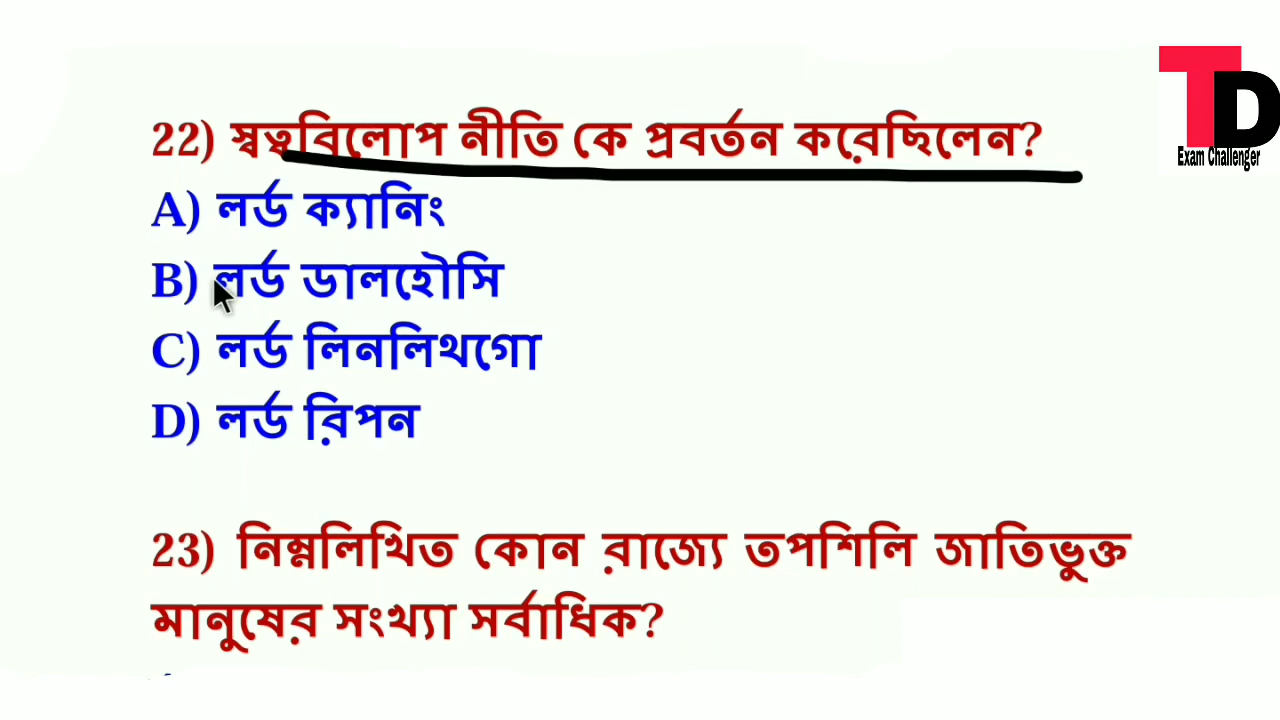 TD
Exam Challenger
22) স্বত্ববিলোপ নীতি কে প্রবর্তন করেছিলেন?
A) লর্ড ক্যানিং
B) লর্ড ডালহৌসি
C) লর্ড লিনলিথগো
D) লর্ড রিপন
23) নিম্নলিখিত কোন রাজ্যে তপশিলি জাতিভুক্ত
মানুষের সংখ্যা সর্বাধিক?